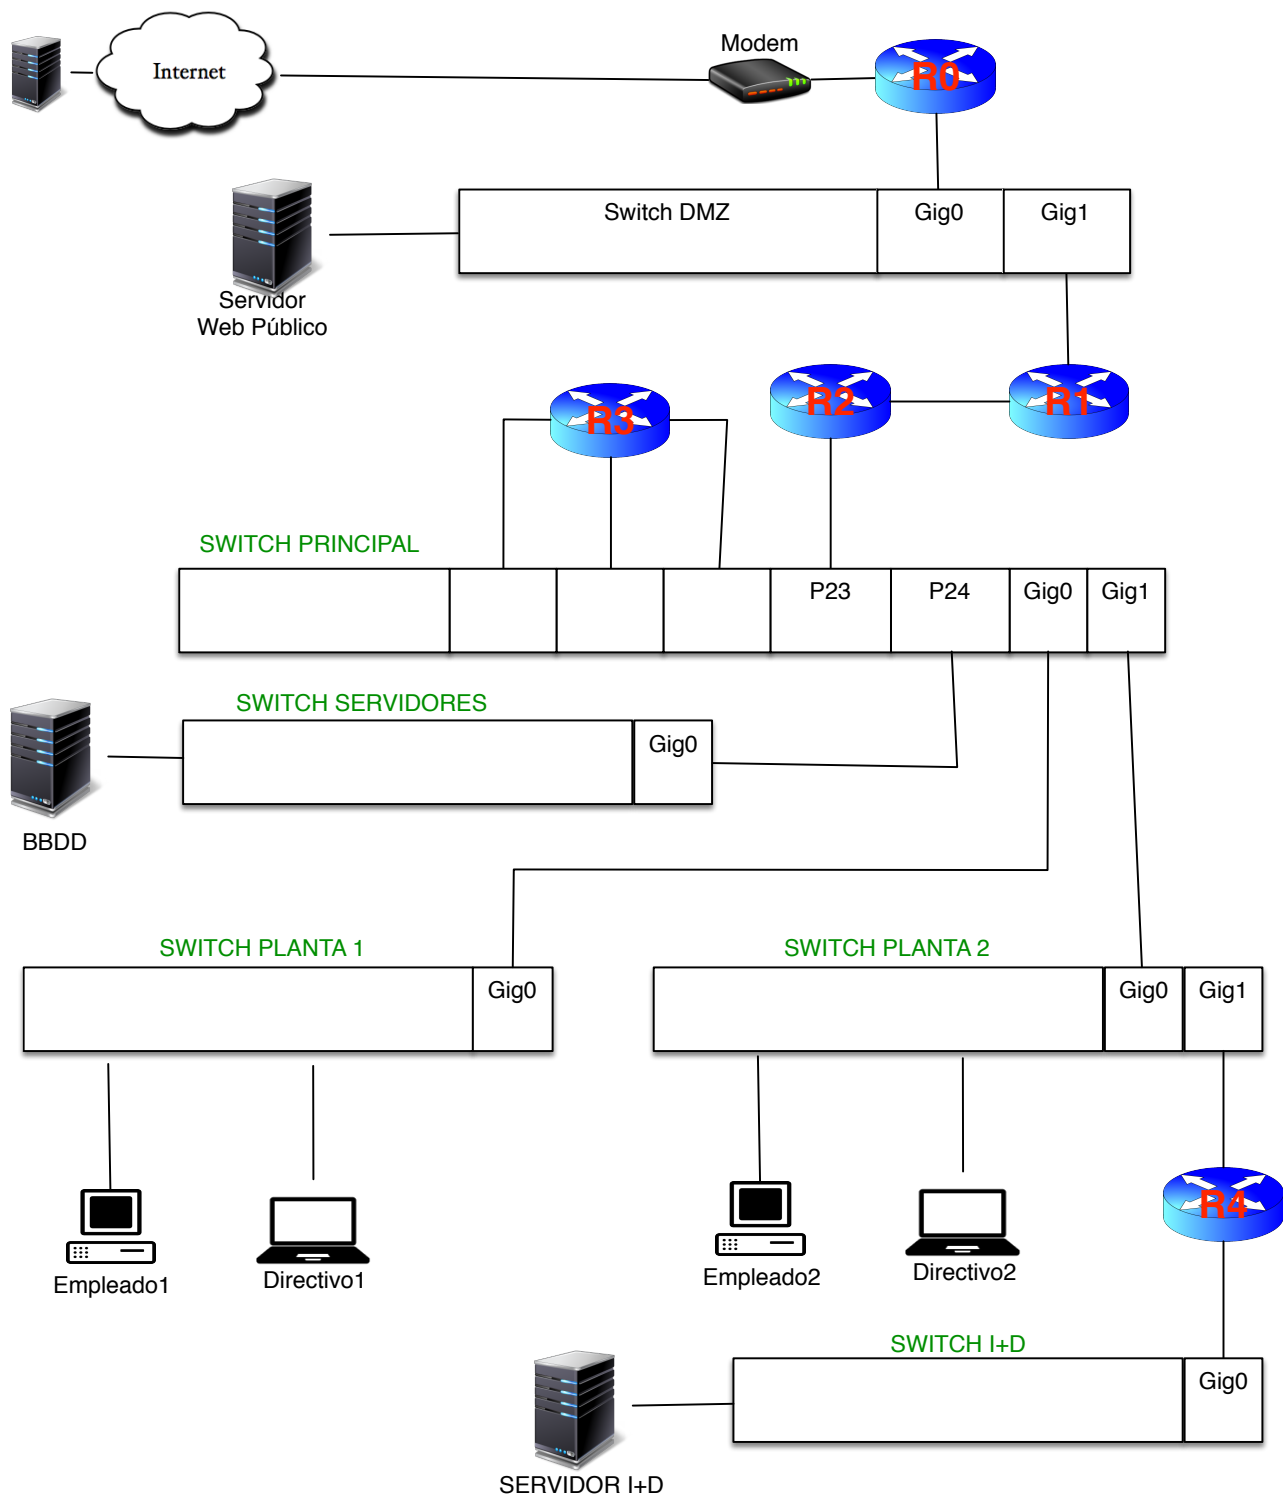 Modem
Internet
R0
Switch DMZ
Gig0
Gig1
Servidor
Web Público
R3
R2
R1
SWITCH PRINCIPAL
P23
P24
Gig0
Gig1
SWITCH SERVIDORES
Gig0
BBDD
SWITCH PLANTA 1
SWITCH PLANTA 2
Gig0
Gig0
Gig1
R4
Empleado1
Directivo1
Empleado2
Directivo2
SWITCH I+D
Gig0
SERVIDOR I+D